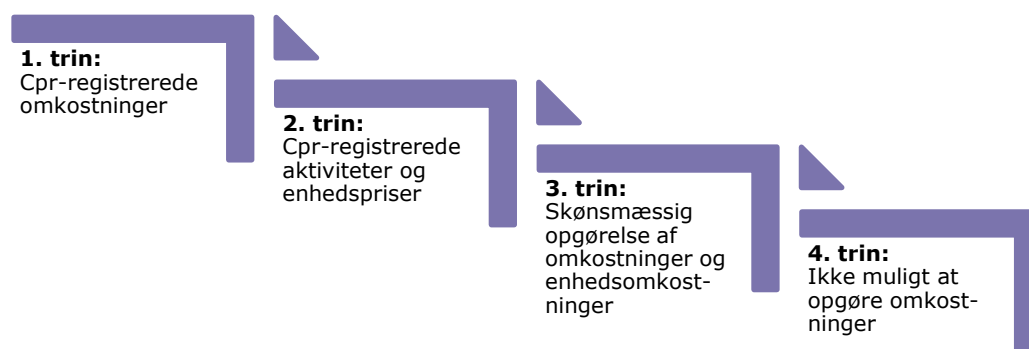 1. trin:
Cpr-registrerede
omkostninger
2. trin:
Cpr-registrerede
aktiviteter og
enhedspriser
3. trin:
Skønsmæssig
opgørelse af
omkostninger og
enhedsomkost-
ninger
4. trin:
Ikke muligt at
opgøre omkost-
ninger